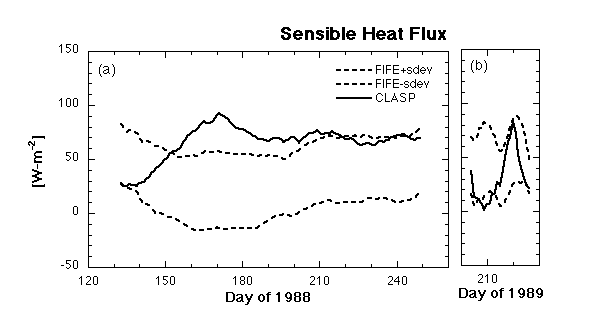 Sensible Heat Flux
150
100
50
0
-50
[W-m-2]
(a)
FIFE+sdev
FIFE-sdev
CLASP
120
150
180
210
240
270
Day of 1988
(b)
210
Day of 1989